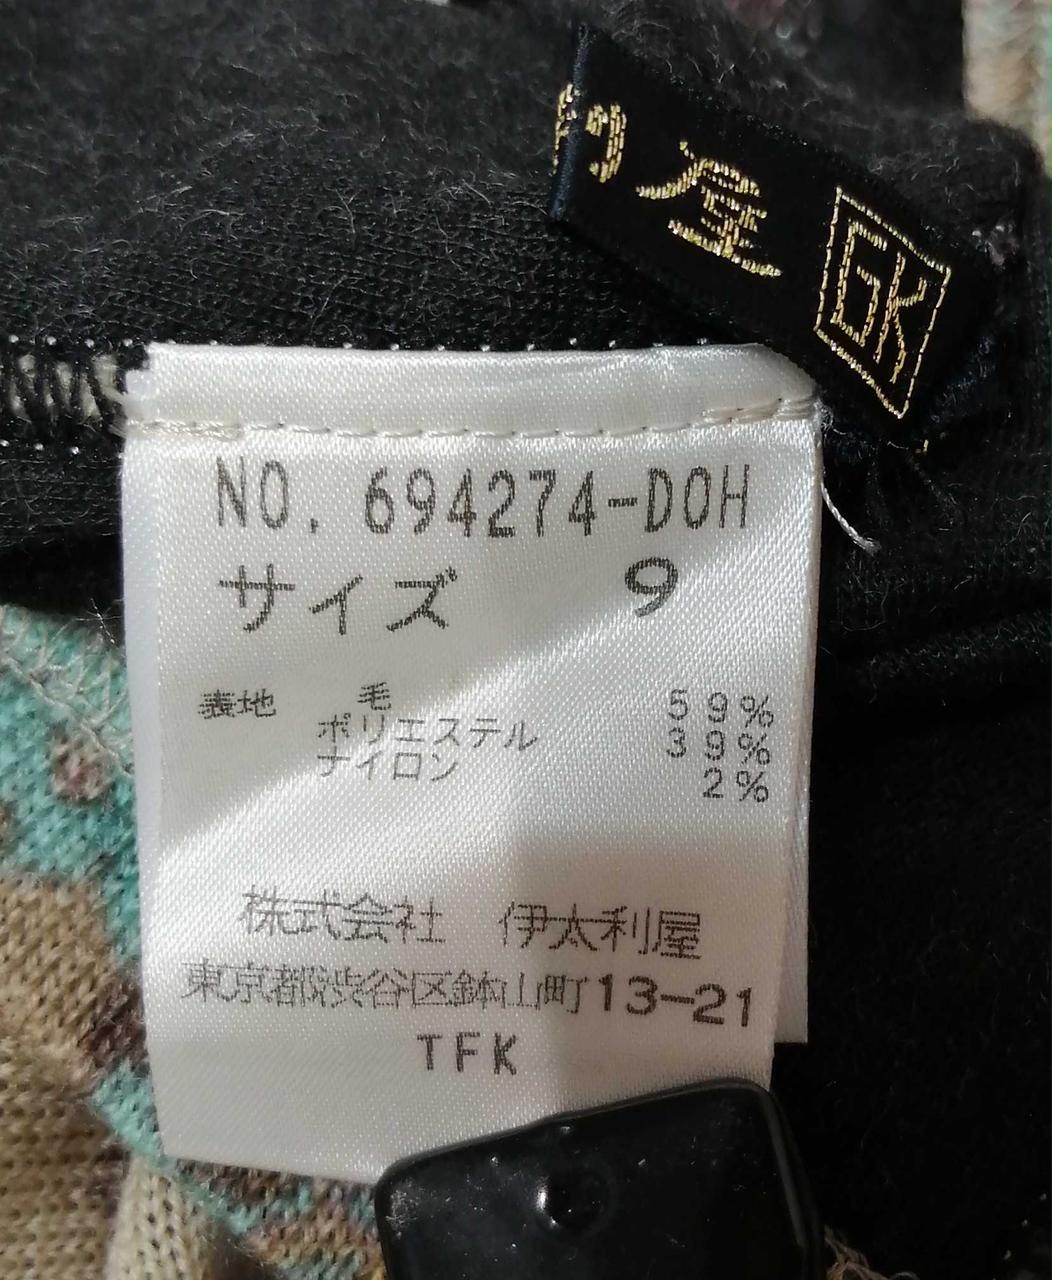 屋 GK
NO. 694274-DOH
サイズ 9
表地 毛 59%
ポリエステル 39%
ナイロン 2%
株式会社 伊太利屋
東京都渋谷区鉢山町13-21
TFK